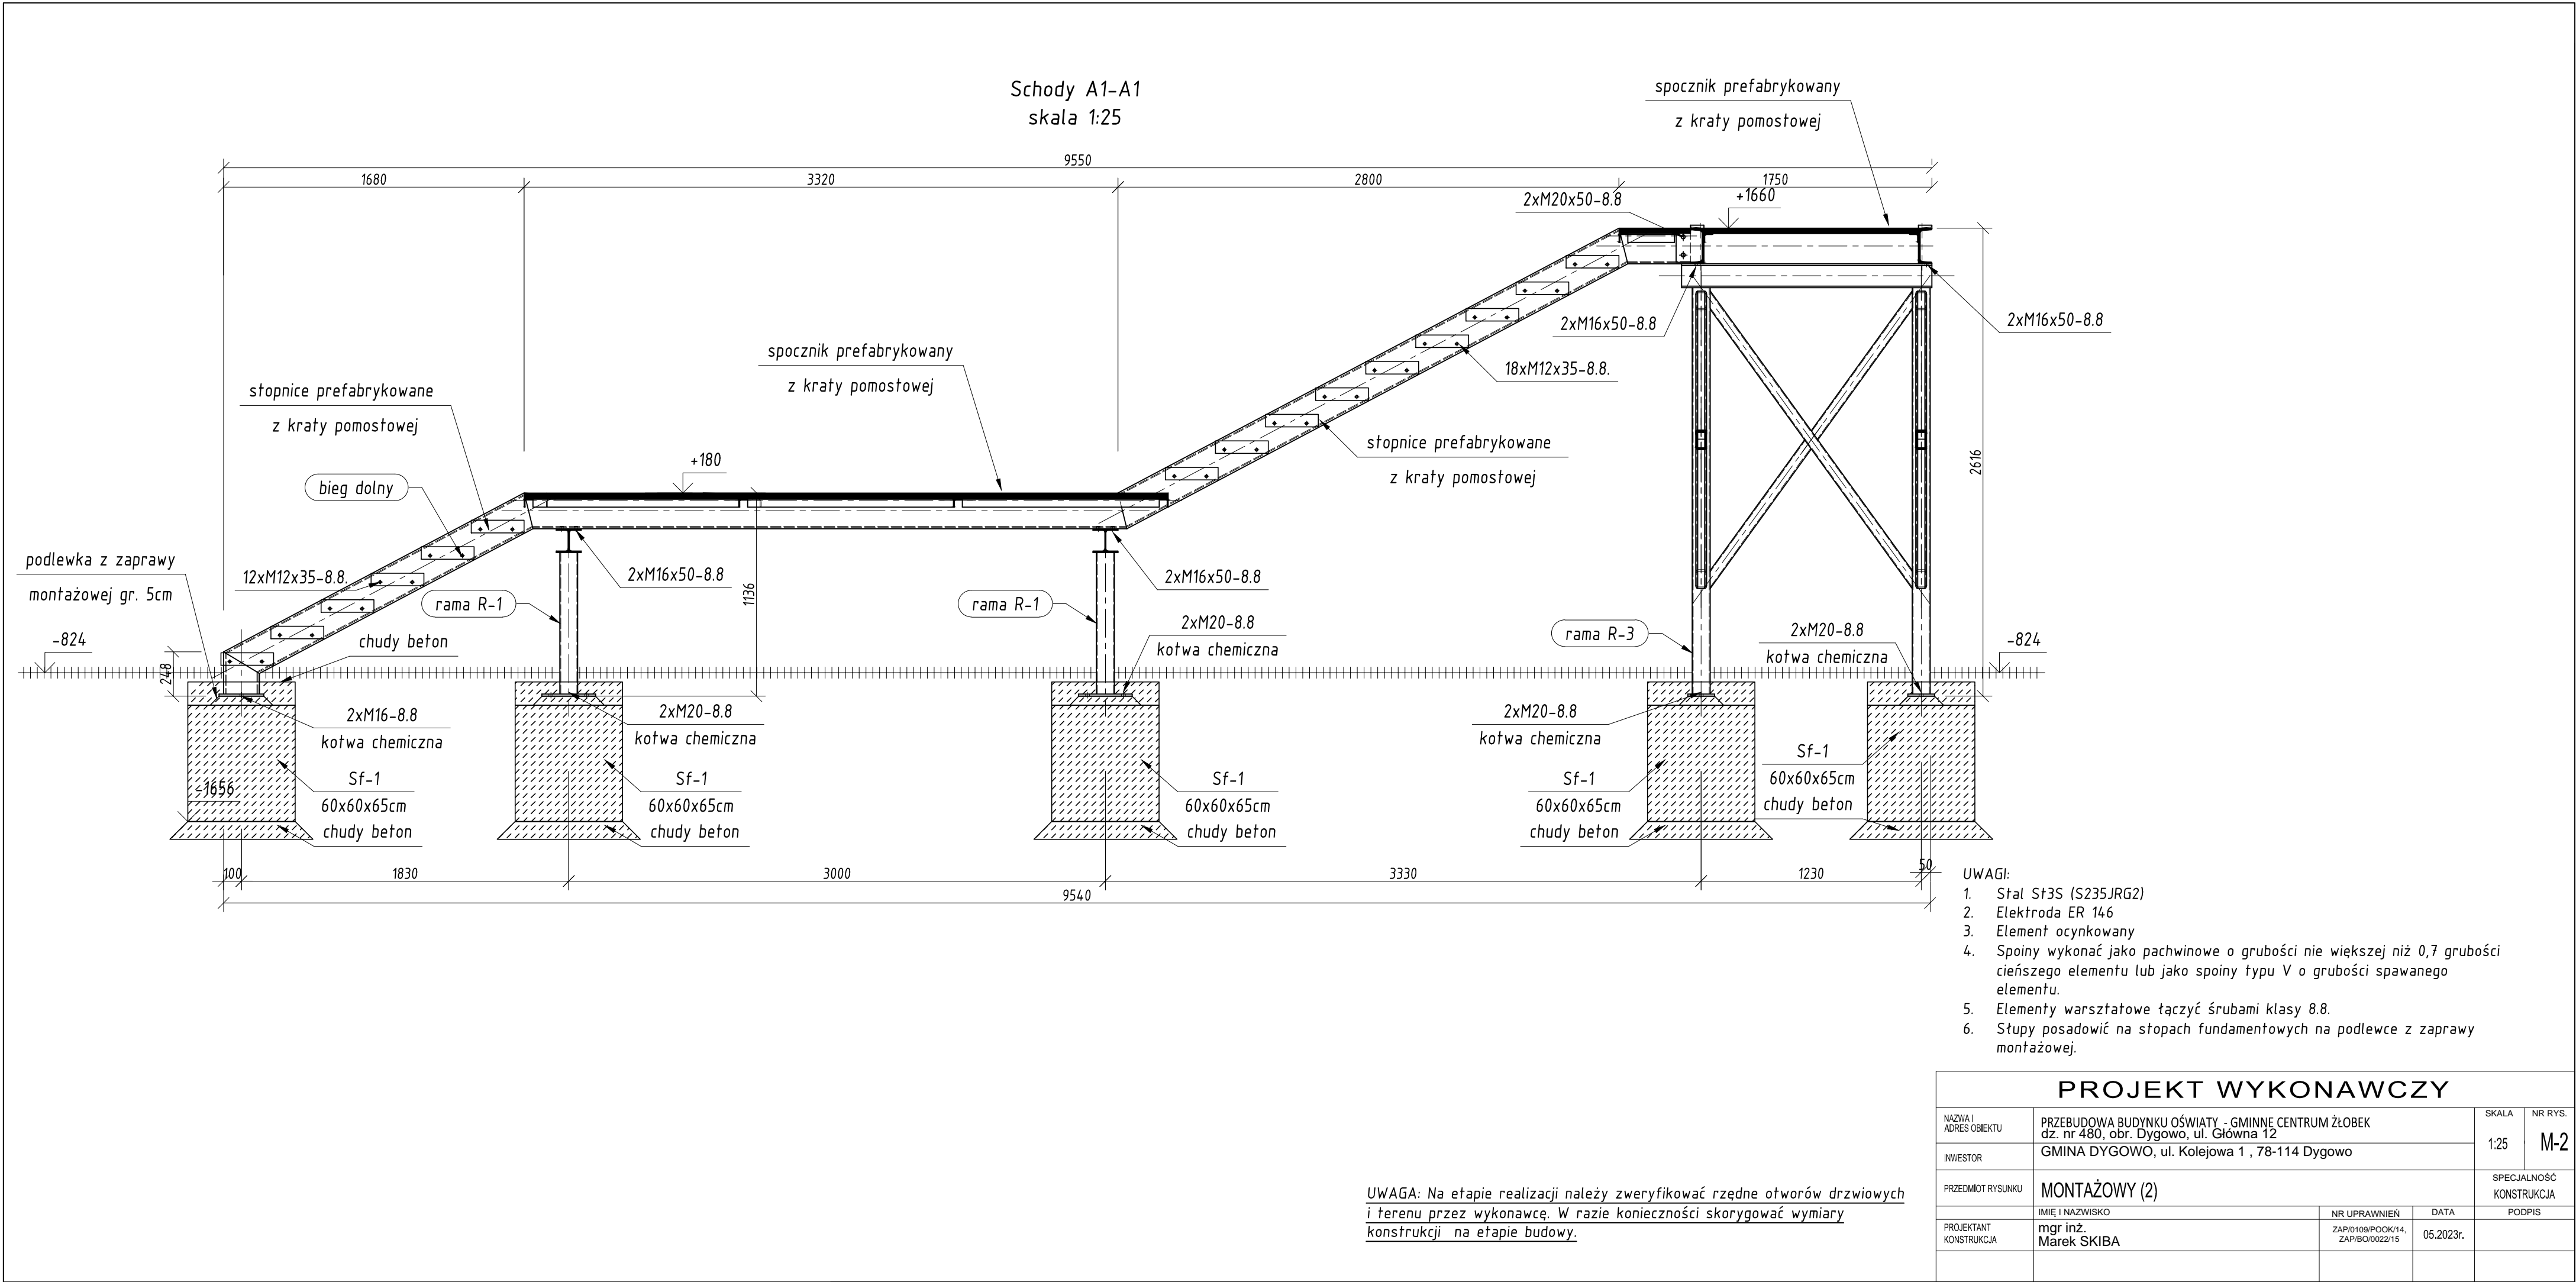 Schody A1-A1
skala 1:25
spocznik prefabrykowany
z kraty pomostowej
9550
1680
3320
2800
1750
2xM20x50-8.8
+1660
2xM16x50-8.8
2xM16x50-8.8
18xM12x35-8.8.
spocznik prefabrykowany
z kraty pomostowej
stopnice prefabrykowane
z kraty pomostowej
stopnice prefabrykowane
z kraty pomostowej
+180
2616
bieg dolny
podlewka z zaprawy
montażowej gr. 5cm
12xM12x35-8.8.
2xM16x50-8.8
2xM16x50-8.8
1136
rama R-1
rama R-1
rama R-3
2xM20-8.8
kotwa chemiczna
2xM20-8.8
kotwa chemiczna
-824
-824
chudy beton
248
2xM16-8.8
kotwa chemiczna
2xM20-8.8
kotwa chemiczna
2xM20-8.8
kotwa chemiczna
-1656
Sf-1
60x60x65cm
chudy beton
Sf-1
60x60x65cm
chudy beton
Sf-1
60x60x65cm
chudy beton
Sf-1
60x60x65cm
chudy beton
Sf-1
60x60x65cm
chudy beton
100
1830
3000
3330
1230
50
9540
UWAGI:
1. Stal St3S (S235JRG2)
2. Elektroda ER 146
3. Element ocynkowany
4. Spoiny wykonać jako pachwinowe o grubości nie większej niż 0,7 grubości
cieńszego elementu lub jako spoiny typu V o grubości spawanego
elementu.
5. Elementy warsztatowe łączyć śrubami klasy 8.8.
6. Słupy posadowić na stopach fundamentowych na podlewce z zaprawy
montażowej.
UWAGA: Na etapie realizacji należy zweryfikować rzędne otworów drzwiowych
i terenu przez wykonawcę. W razie konieczności skorygować wymiary
konstrukcji na etapie budowy.
PROJEKT WYKONAWCZY
NAZWA I
ADRES OBIEKTU
PRZEBUDOWA BUDYNKU OŚWIATY - GMINNE CENTRUM ŻŁOBEK
dz. nr 480, obr. Dygowo, ul. Główna 12
SKALA
1:25
NR RYS.
M-2
INWESTOR
GMINA DYGOWO, ul. Kolejowa 1 , 78-114 Dygowo
PRZEDMIOT RYSUNKU
MONTAŻOWY (2)
SPECJALNOŚĆ
KONSTRUKCJA
IMIĘ I NAZWISKO
NR UPRAWNIEŃ
DATA
PODPIS
PROJEKTANT
KONSTRUKCJA
mgr inż.
Marek SKIBA
ZAP/0109/POOK/14,
ZAP/BO/0022/15
05.2023r.